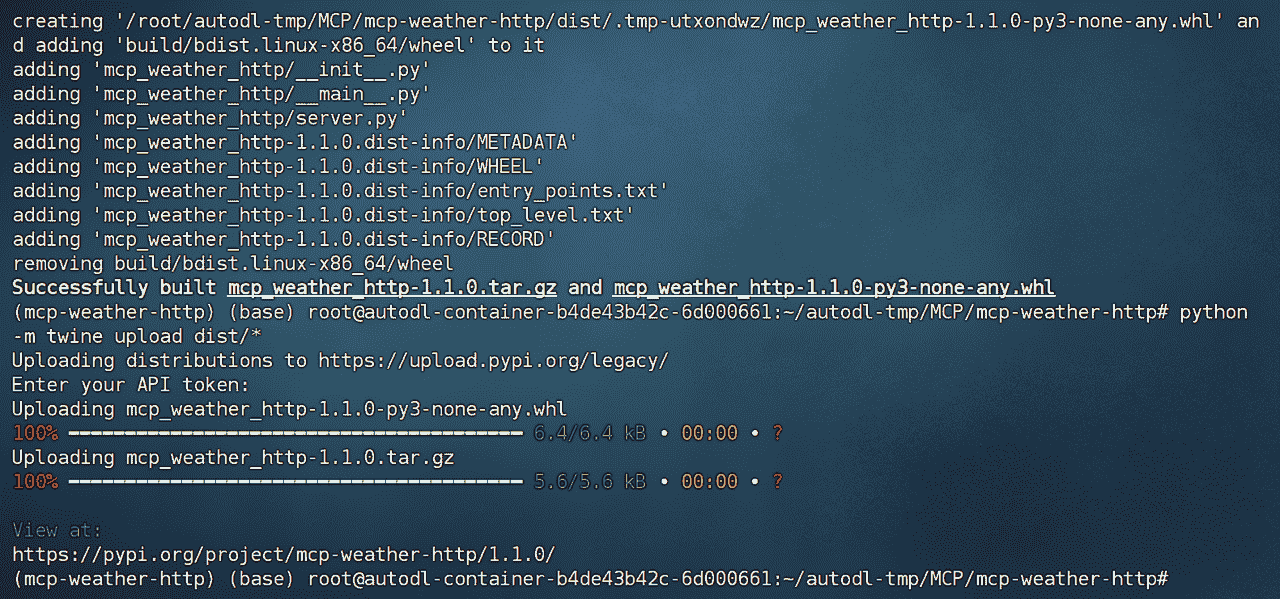 creating '/root/autodl-tmp/MCP/mcp-weather-http/dist/.tmp-utxondwz/mcp_weather_http-1.1.0-py3-none-any.whl' an
d adding 'build/bdist.linux-x86_64/wheel' to it
adding 'mcp_weather_http/__init__.py'
adding 'mcp_weather_http/__main__.py'
adding 'mcp_weather_http/server.py'
adding 'mcp_weather_http-1.1.0.dist-info/METADATA'
adding 'mcp_weather_http-1.1.0.dist-info/WHEEL'
adding 'mcp_weather_http-1.1.0.dist-info/entry_points.txt'
adding 'mcp_weather_http-1.1.0.dist-info/top_level.txt'
adding 'mcp_weather_http-1.1.0.dist-info/RECORD'
removing build/bdist.linux-x86_64/wheel
Successfully built mcp_weather_http-1.1.0.tar.gz and mcp_weather_http-1.1.0-py3-none-any.whl
(mcp-weather-http) (base) root@autodl-container-b4de43b42c-6d000661:~/autodl-tmp/MCP/mcp-weather-http# python
-m twine upload dist/*
Uploading distributions to https://upload.pypi.org/legacy/
Enter your API token:
Uploading mcp_weather_http-1.1.0-py3-none-any.whl
100% ━━━━━━━━━━━━━━━━━━━━━━━━━━━━━━━━━━━━━━━━ 6.4/6.4 kB • 00:00 • ?
Uploading mcp_weather_http-1.1.0.tar.gz
100% ━━━━━━━━━━━━━━━━━━━━━━━━━━━━━━━━━━━━━━━━ 5.6/5.6 kB • 00:00 • ?
View at:
https://pypi.org/project/mcp-weather-http/1.1.0/
(mcp-weather-http) (base) root@autodl-container-b4de43b42c-6d000661:~/autodl-tmp/MCP/mcp-weather-http#